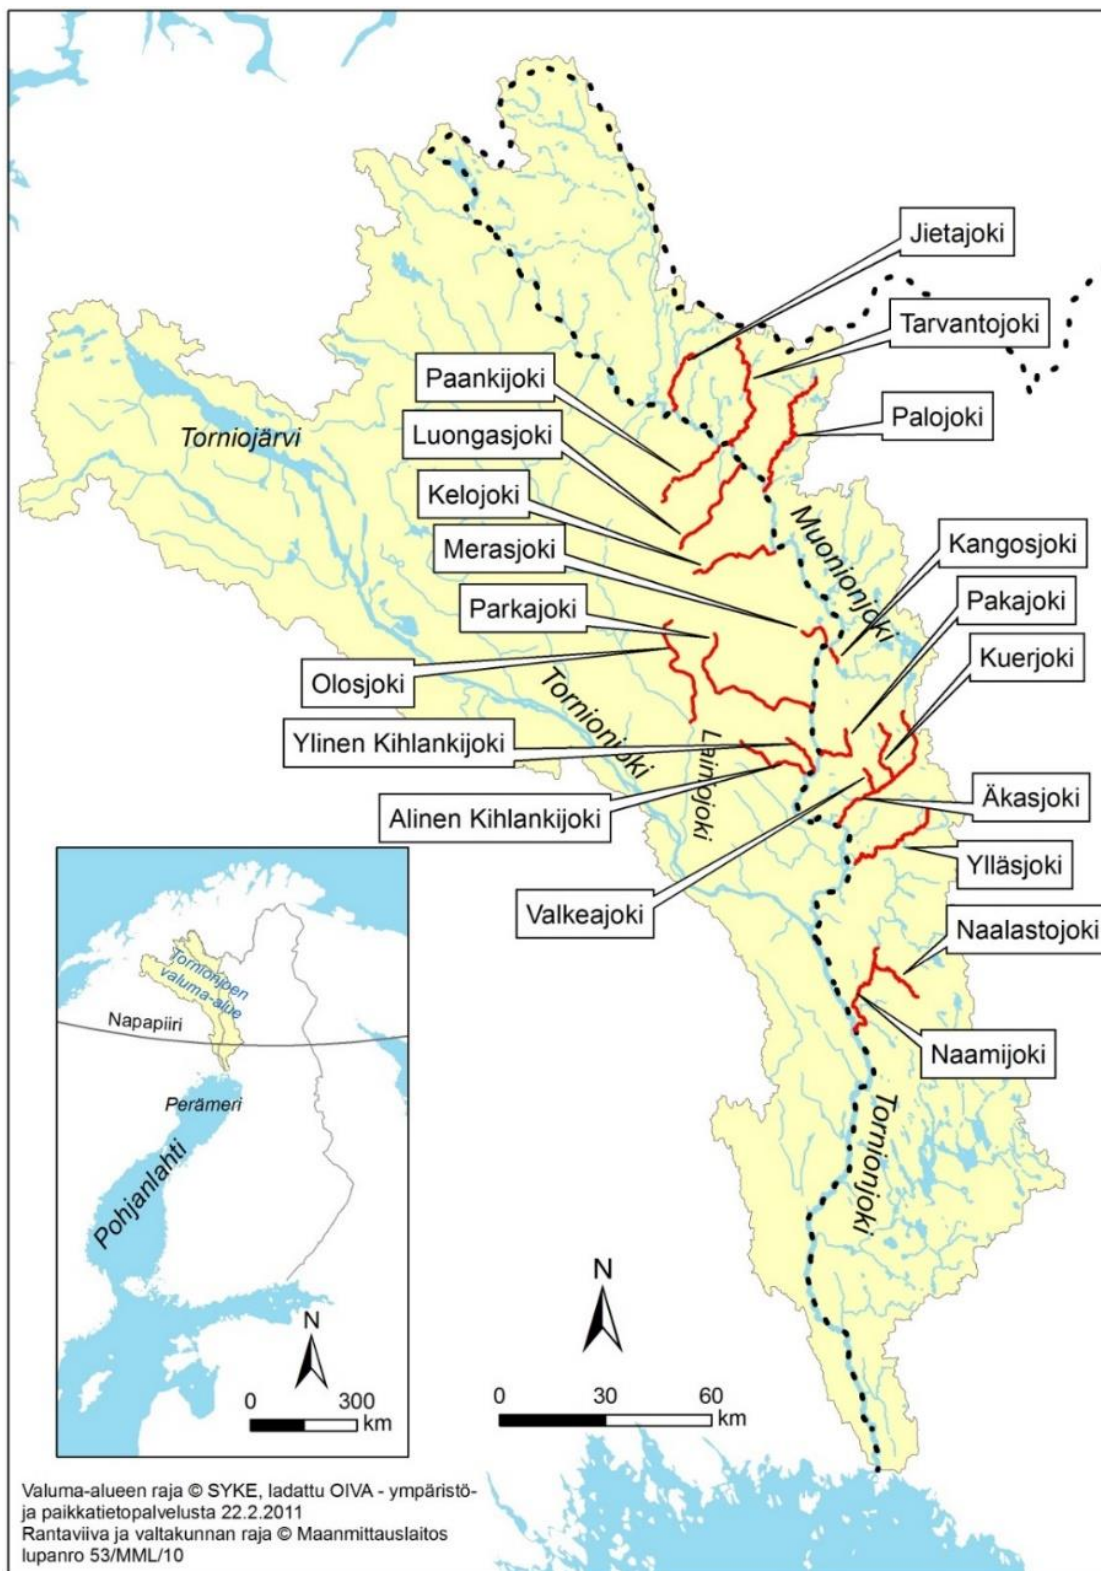 Jietajoki
Tarvantojoki
Paankijoki
Palojoki
Luongasjoki
Torniojärvi
Kelojoki
Muonionjoki
Kangosjoki
Merasjoki
Pakajoki
Parkajoki
Kuerjoki
Olosjoki
Tornionjoki
Ylinen Kihlankijoki
Lainiojoki
Äkasjoki
Alinen Kihlankijoki
Ylläsjoki
Valkeajoki
Naalastojoki
Naamijoki
Tornionjoki
Tornionjoen
valuma-alue
Napapiiri
Perämeri
Pohjanlahti
N
0 300
km
N
0 30 60
km
Valuma-alueen raja © SYKE, ladattu OIVA - ympäristö-
ja paikkatietopalvelusta 22.2.2011
Rantaviiva ja valtakunnan raja © Maanmittauslaitos
lupanro 53/MML/10